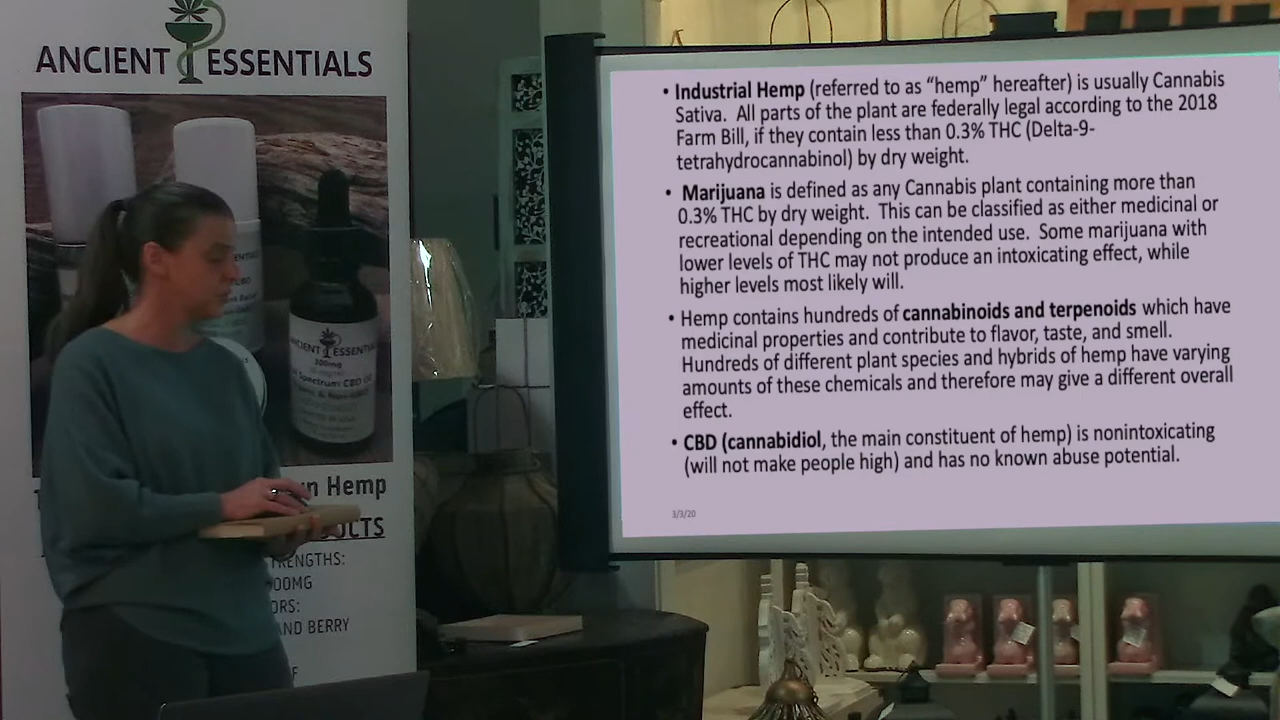 ANCIENT ESSENTIALS
ANCIENT ESSENTIALS
Spectrum CBD
n Hemp
UCTS
RENGTHS:
00MG
ORS:
AND BERRY
F
• Industrial Hemp (referred to as “hemp” hereafter) is usually Cannabis
Sativa. All parts of the plant are federally legal according to the 2018
Farm Bill, if they contain less than 0.3% THC (Delta-9-
tetrahydrocannabinol) by dry weight.
• Marijuana is defined as any Cannabis plant containing more than
0.3% THC by dry weight. This can be classified as either medicinal or
recreational depending on the intended use. Some marijuana with
lower levels of THC may not produce an intoxicating effect, while
higher levels most likely will.
• Hemp contains hundreds of cannabinoids and terpenoids which have
medicinal properties and contribute to flavor, taste, and smell.
Hundreds of different plant species and hybrids of hemp have varying
amounts of these chemicals and therefore may give a different overall
effect.
• CBD (cannabidiol, the main constituent of hemp) is nonintoxicating
(will not make people high) and has no known abuse potential.
3/3/20